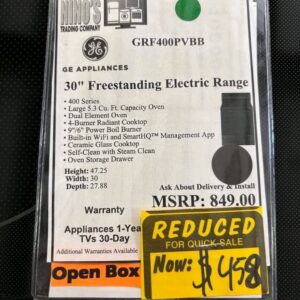 NINO'S
TRADING COMPANY
GRF400PVBB
GE APPLIANCES
30" Freestanding Electric Range
• 400 Series
• Large 5.3 Cu. Ft. Capacity Oven
• Dual Element Oven
• 4-Burner Radiant Cooktop
• 9"/6" Power Boil Burner
• Built-in WiFi and SmartHQ™ Management App
• Ceramic Glass Cooktop
• Self-Clean with Steam Clean
• Oven Storage Drawer
Height: 47.25
Width: 30
Depth: 27.88
Ask About Delivery & Install
MSRP: 849.00
Warranty
Appliances 1-Year
TVs 30-Day
Additional Warranties Available
Open Box
REDUCED
FOR QUICK SALE
Now: $458